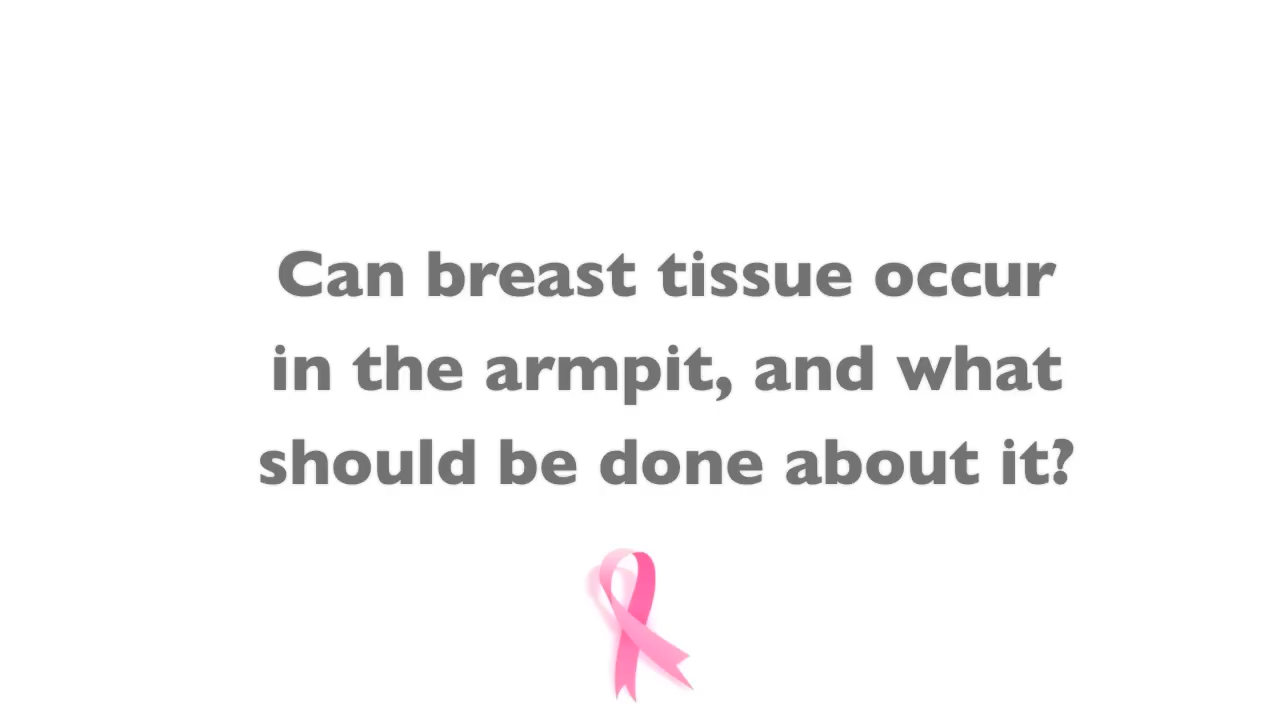 Can breast tissue occur
in the armpit, and what
should be done about it?